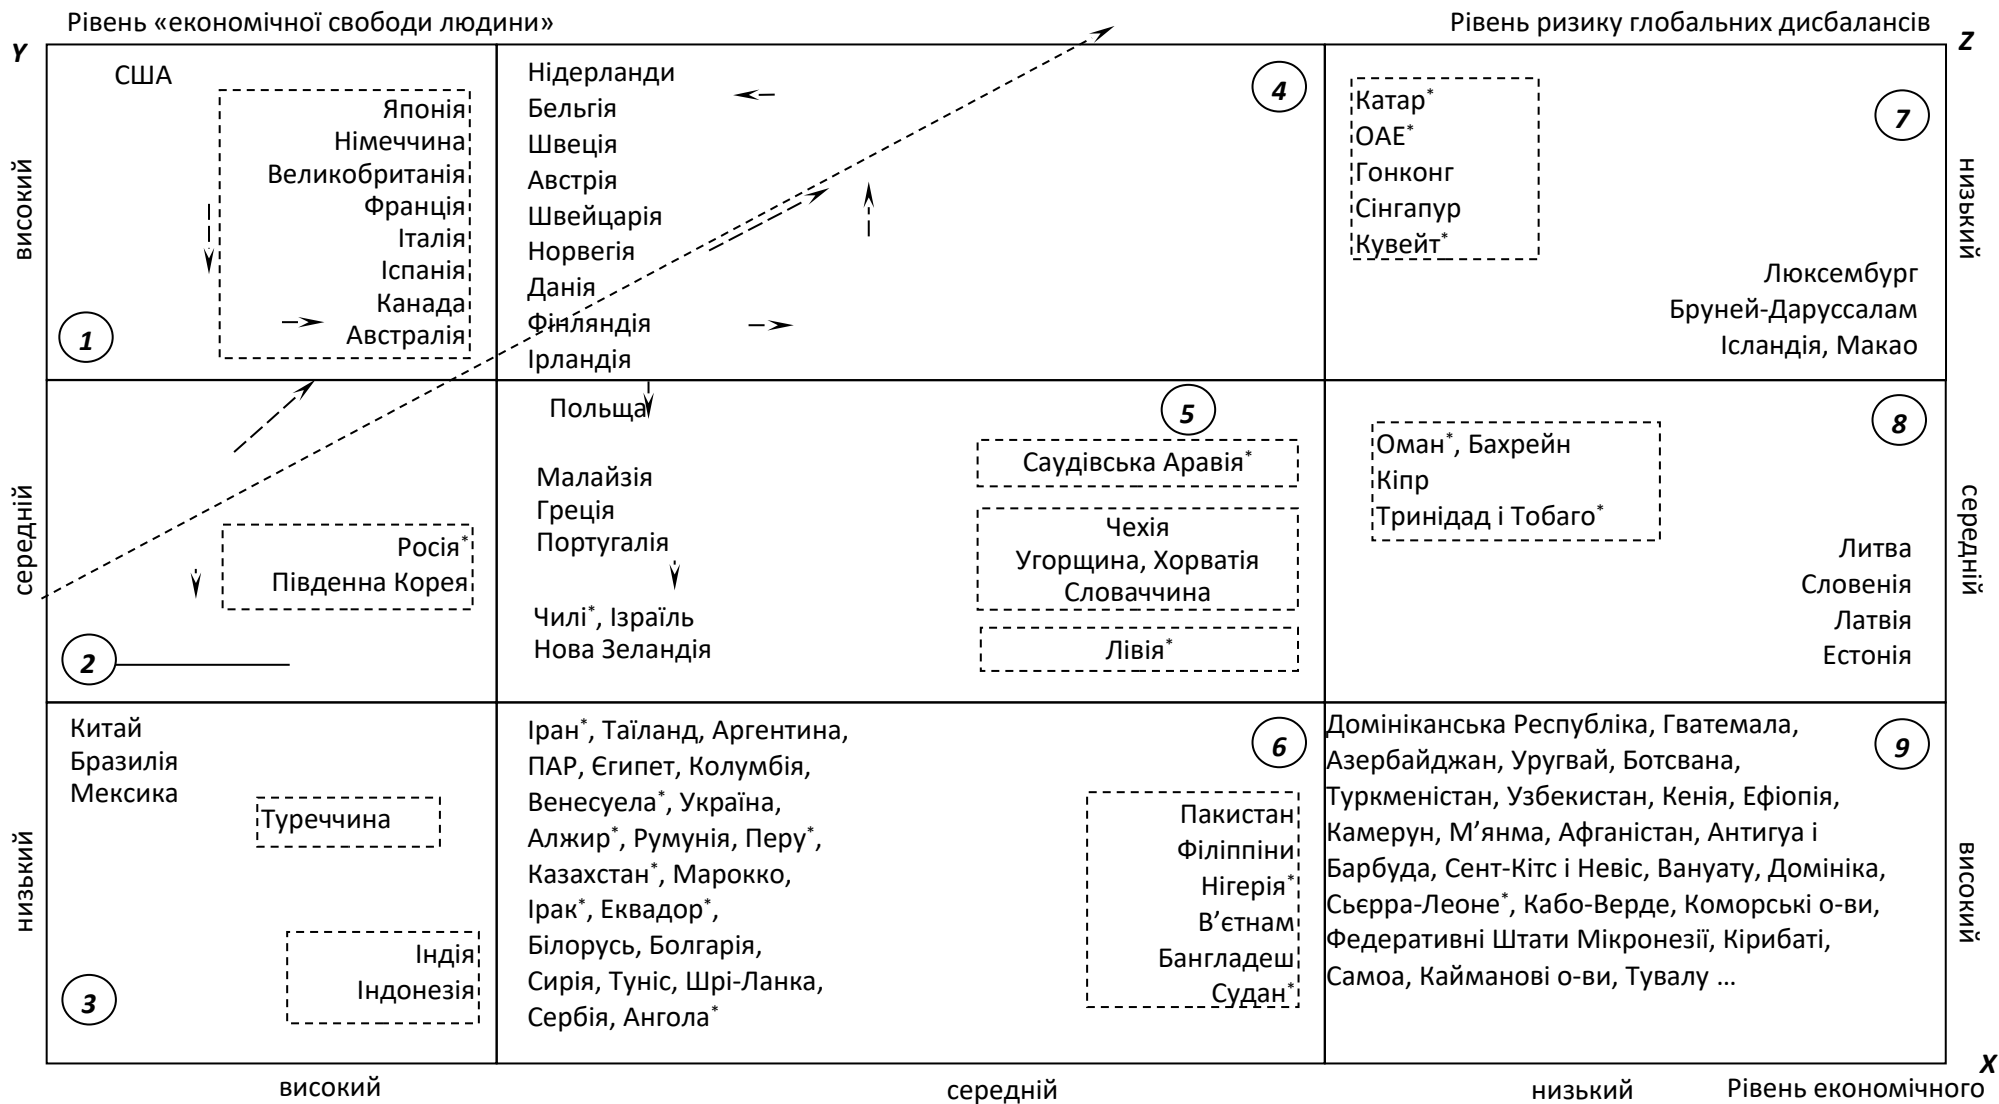 Рівень «економічної свободи людини»
Рівень ризику глобальних дисбалансів
Y
Z
високий
США
Японія
Німеччина
Великобританія
Франція
Італія
Іспанія
Канада
Австралія
1
Нідерланди
Бельгія
Швеція
Австрія
Швейцарія
Норвегія
Данія
Фінляндія
Ірландія
4
Катар*
ОАЕ*
Гонконг
Сінгапур
Кувейт*
7
Люксембург
Бруней-Даруссалам
Ісландія, Макао
низький
середній
Росія*
Південна Корея
2
Польща
Малайзія
Греція
Португалія
Чилі*, Ізраїль
Нова Зеландія
5
Саудівська Аравія*
Чехія
Угорщина, Хорватія
Словаччина
Лівія*
Оман*, Бахрейн
Кіпр
Тринідад і Тобаго*
8
Литва
Словенія
Латвія
Естонія
середній
низький
Китай
Бразилія
Мексика
Туреччина
Індія
Індонезія
3
Іран*, Таїланд, Аргентина,
ПАР, Єгипет, Колумбія,
Венесуела*, Україна,
Алжир*, Румунія, Перу*,
Казахстан*, Марокко,
Ірак*, Еквадор*,
Білорусь, Болгарія,
Сирія, Туніс, Шрі-Ланка,
Сербія, Ангола*
6
Пакистан
Філіппіни
Нігерія*
В’єтнам
Бангладеш
Судан*
Домініканська Республіка, Гватемала,
Азербайджан, Уругвай, Ботсвана,
Туркменістан, Узбекистан, Кенія, Ефіопія,
Камерун, М’янма, Афганістан, Антигуа і
Барбуда, Сент-Кітс і Невіс, Вануату, Домініка,
Сьєрра-Леоне*, Кабо-Верде, Коморські о-ви,
Федеративні Штати Мікронезії, Кірибаті,
Самоа, Кайманові о-ви, Тувалу …
9
високий
X
високий
середній
низький
Рівень економічного